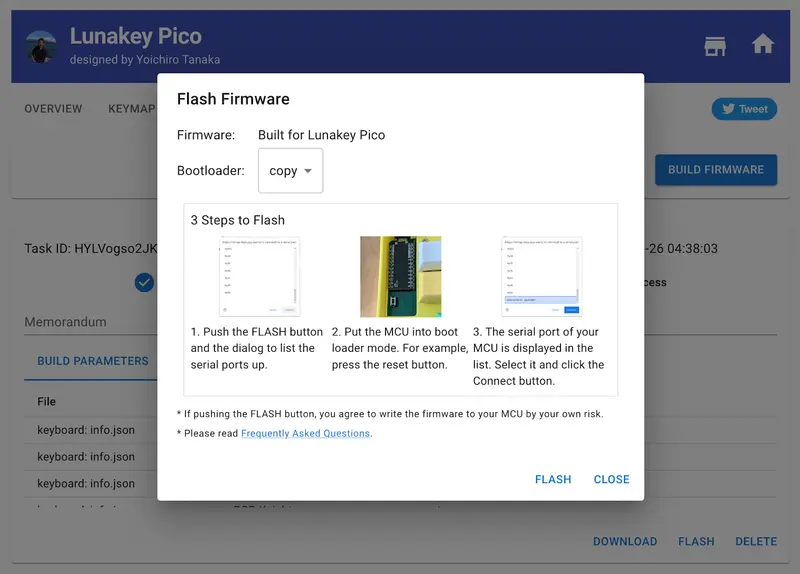 Lunakey Pico
designed by Yoichiro Tanaka
OVERVIEW
KEYMAP
Tweet
BUILD FIRMWARE
Flash Firmware
Firmware: Built for Lunakey Pico
Bootloader: copy
3 Steps to Flash
1. Push the FLASH button
and the dialog to list the
serial ports up.
2. Put the MCU into boot
loader mode. For example,
press the reset button.
3. The serial port of your
MCU is displayed in the
list. Select it and click the
Connect button.
* If pushing the FLASH button, you agree to write the firmware to your MCU by your own risk.
* Please read Frequently Asked Questions.
FLASH
CLOSE
Task ID: HYLVogso2JK
-26 04:38:03
Memorandum
BUILD PARAMETERS
File
keyboard: info.json
keyboard: info.json
keyboard: info.json
DOWNLOAD
FLASH
DELETE